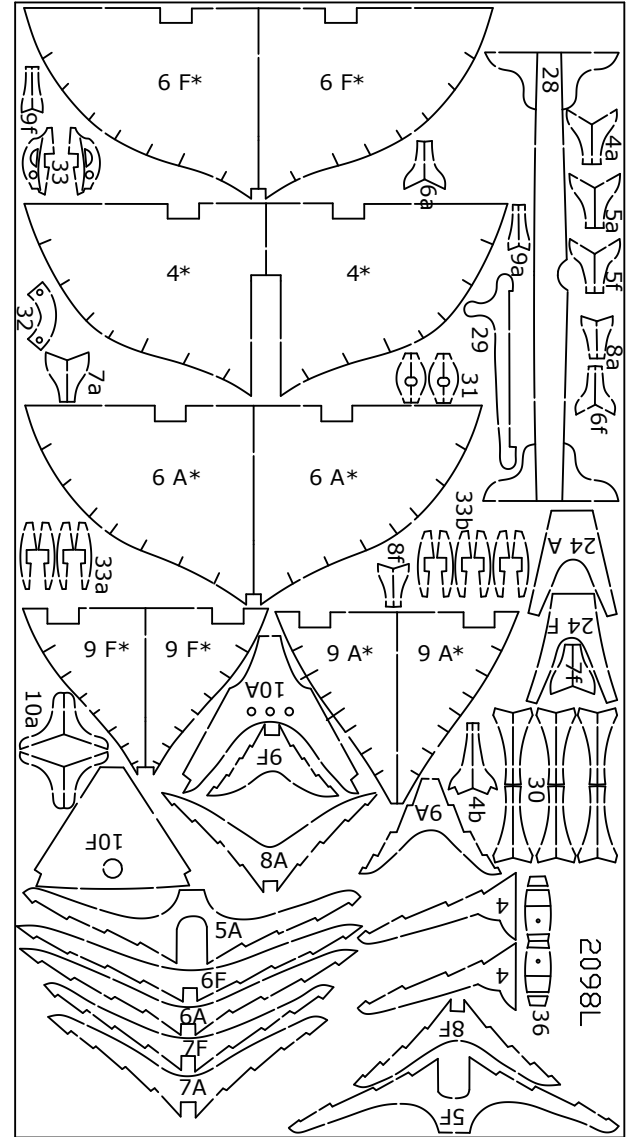 6 F* 6 F*
28
9f
33
6a
4a
5a
5f
4* 4*
9a
32
29
7a
31
8a
6f
6 A* 6 A*
33b
33a
8f
24 A
24 F
7f
9 F* 9 F*
9 A* 9 A*
10A
10a
9F
4b
30
9A
10F
8A
5A
4
6F
4
2098L
6A
36
7F
8F
7A
5F